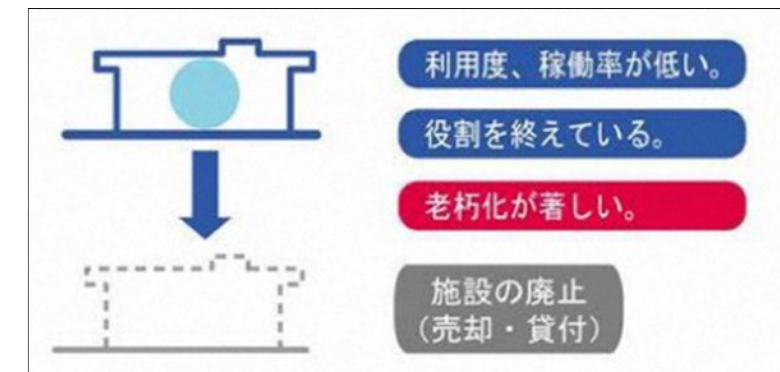 利用度、稼働率が低い。
役割を終えている。
老朽化が著しい。
施設の廃止
（売却・貸付）